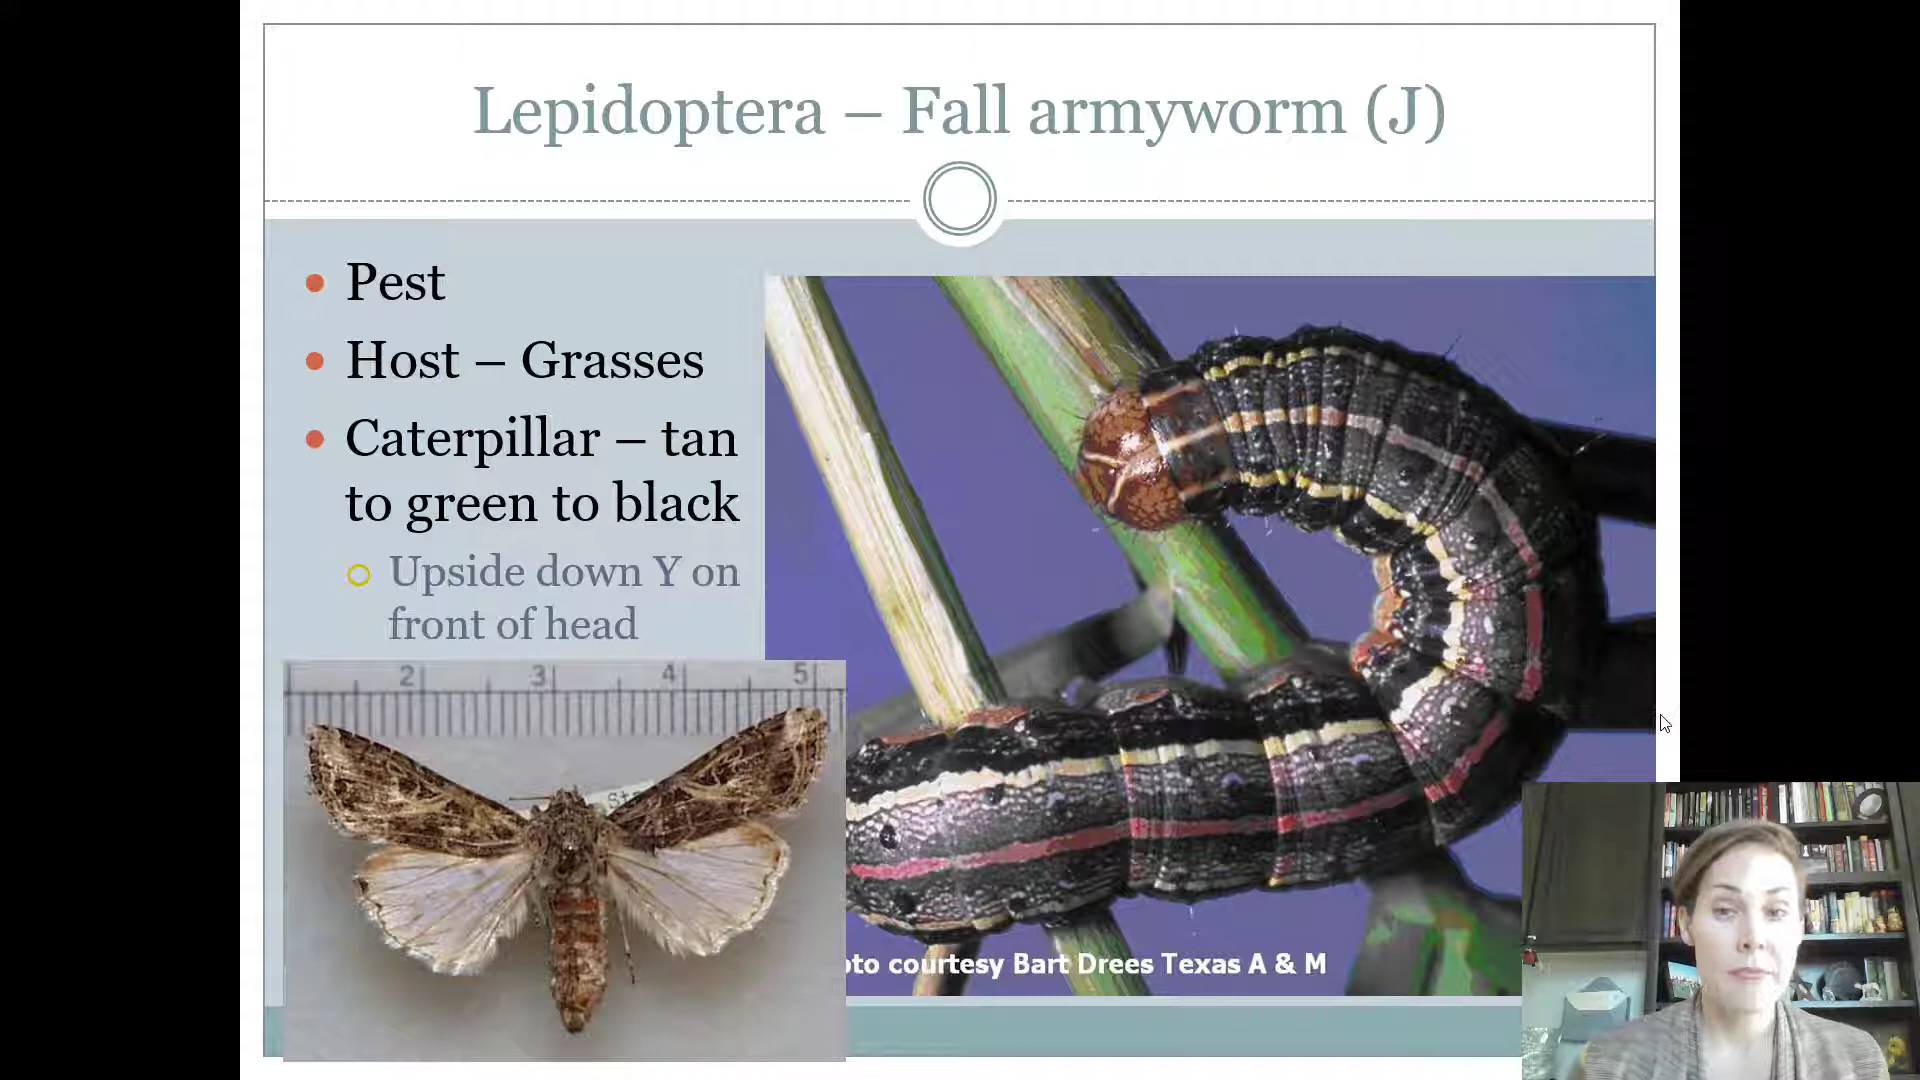 Lepidoptera – Fall armyworm (J)
Pest
Host – Grasses
Caterpillar – tan
to green to black
Upside down Y on
front of head
2 3 4 5
courtesy Bart Drees Texas A & M